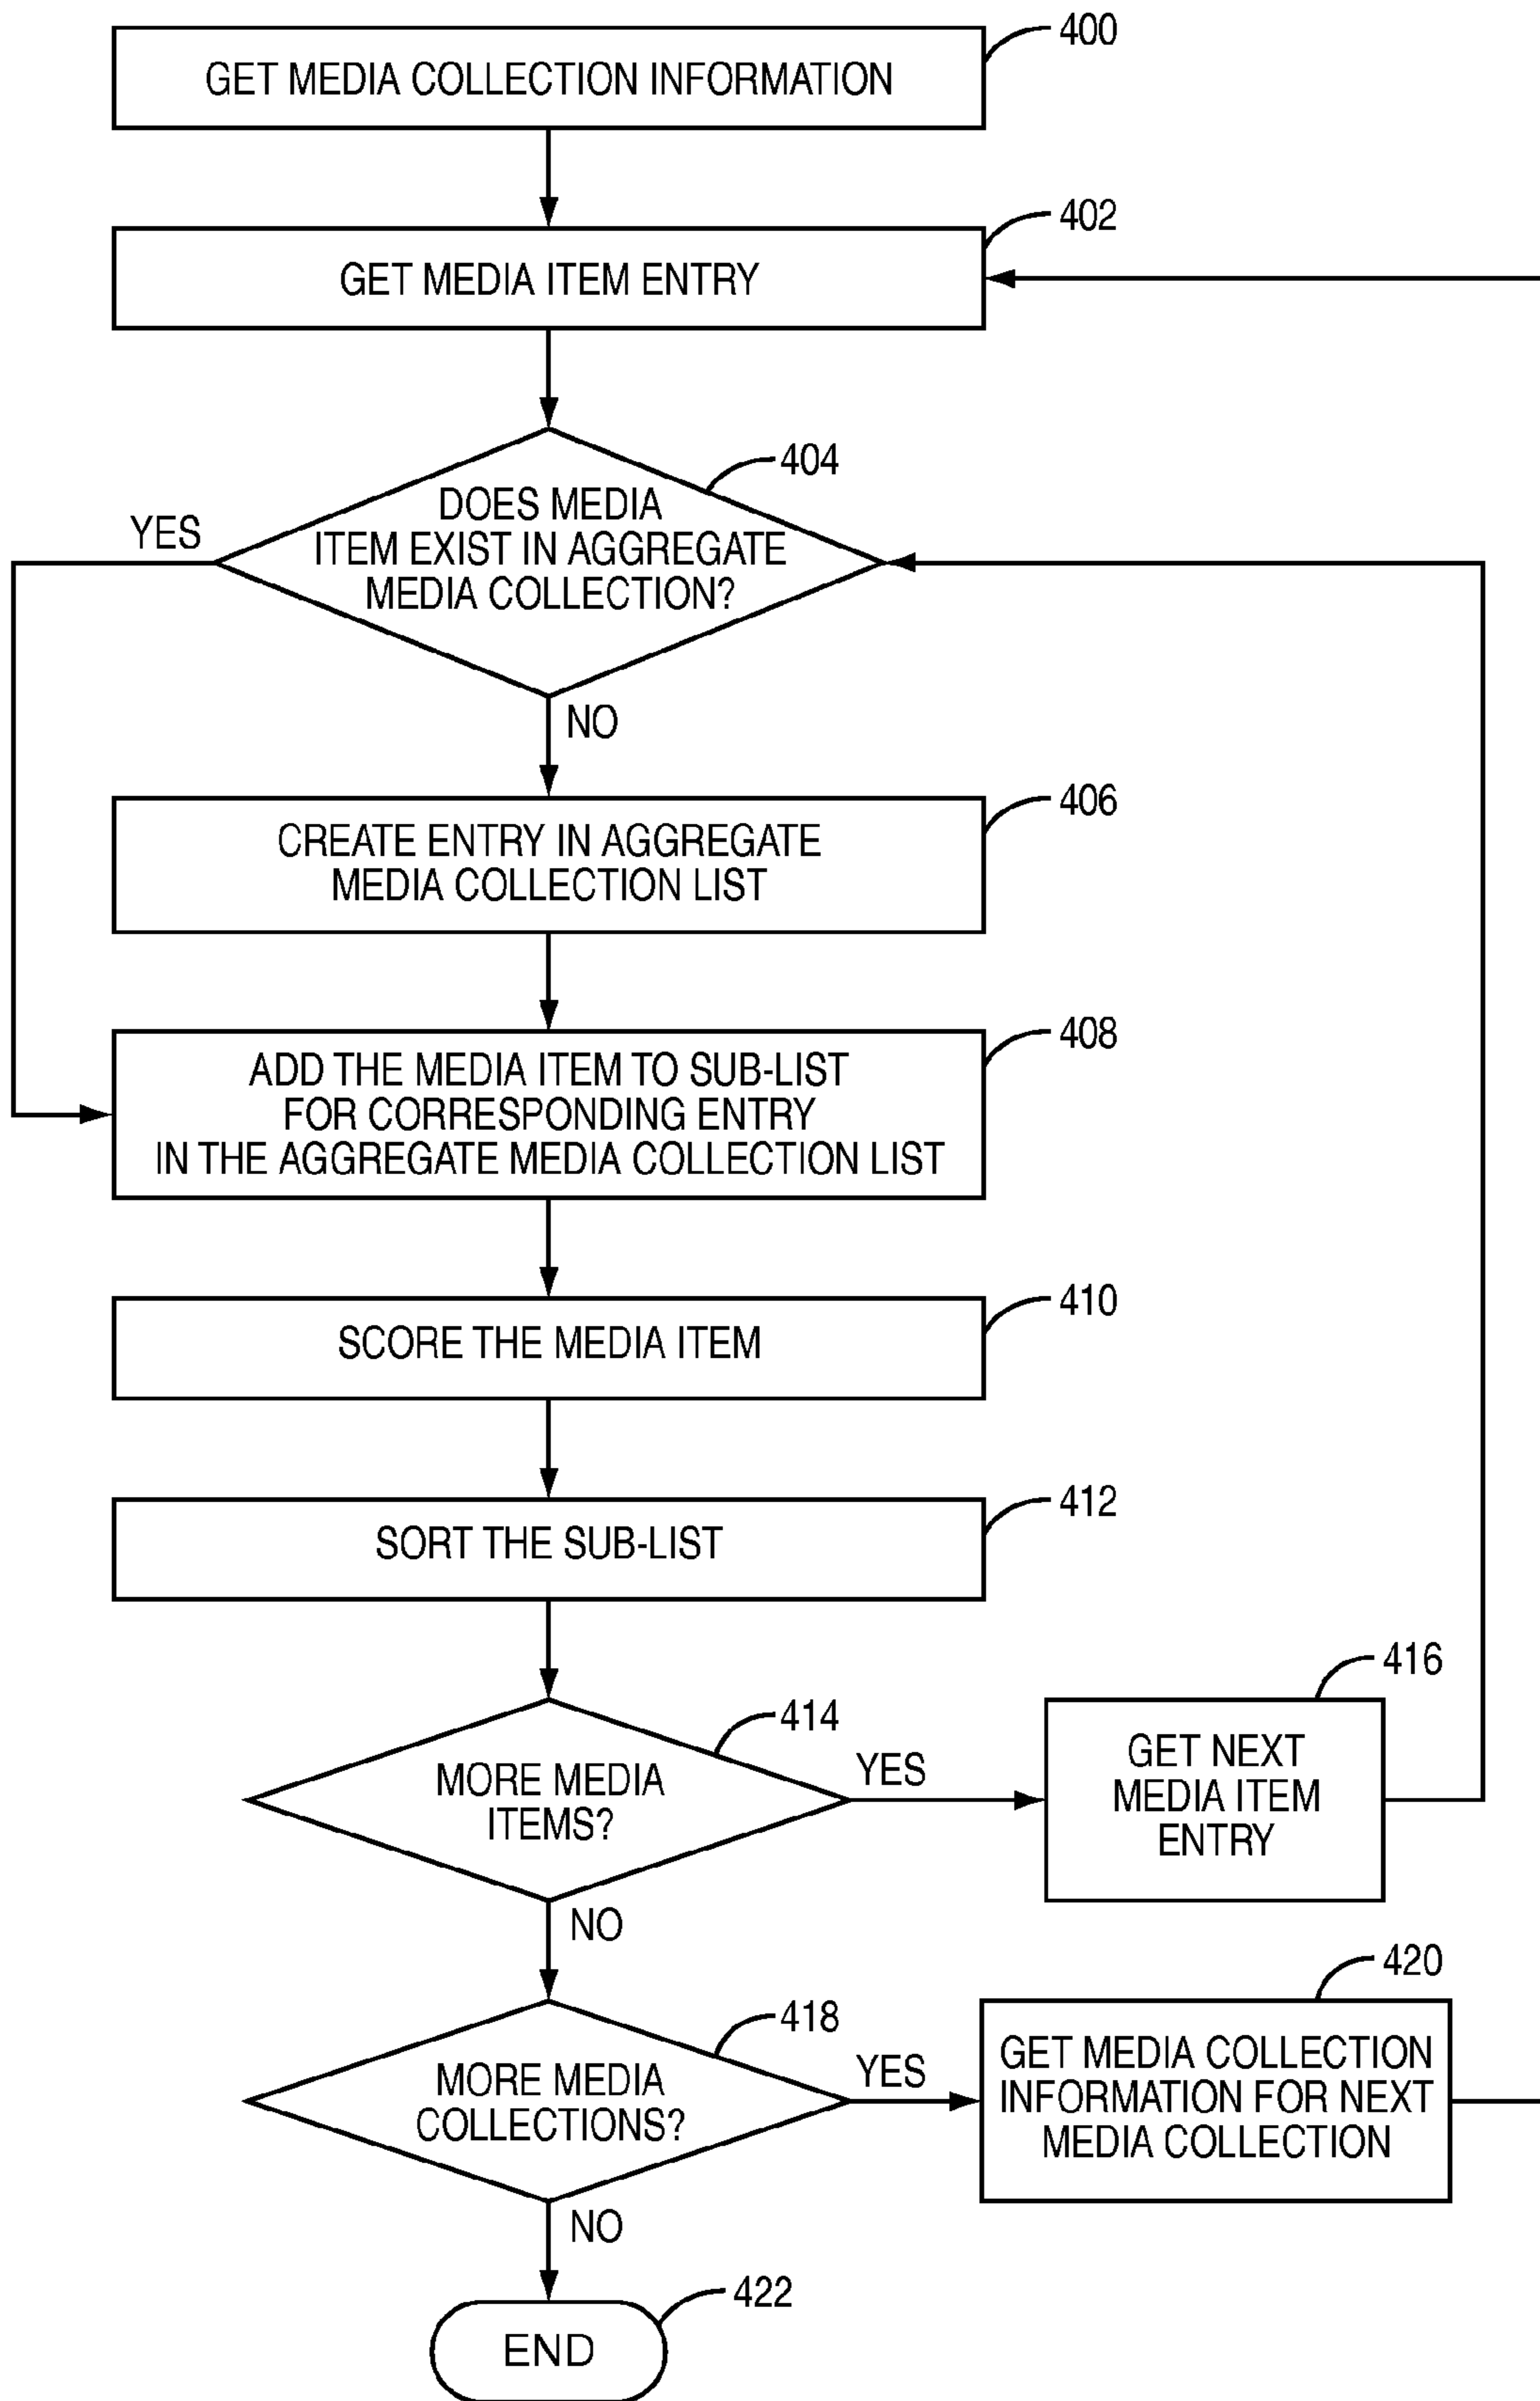 400
GET MEDIA COLLECTION INFORMATION
402
GET MEDIA ITEM ENTRY
404
DOES MEDIA
ITEM EXIST IN AGGREGATE
MEDIA COLLECTION?
YES
NO
406
CREATE ENTRY IN AGGREGATE
MEDIA COLLECTION LIST
408
ADD THE MEDIA ITEM TO SUB-LIST
FOR CORRESPONDING ENTRY
IN THE AGGREGATE MEDIA COLLECTION LIST
410
SCORE THE MEDIA ITEM
412
SORT THE SUB-LIST
414
MORE MEDIA
ITEMS?
YES
416
GET NEXT
MEDIA ITEM
ENTRY
NO
418
MORE MEDIA
COLLECTIONS?
YES
420
GET MEDIA COLLECTION
INFORMATION FOR NEXT
MEDIA COLLECTION
NO
422
END